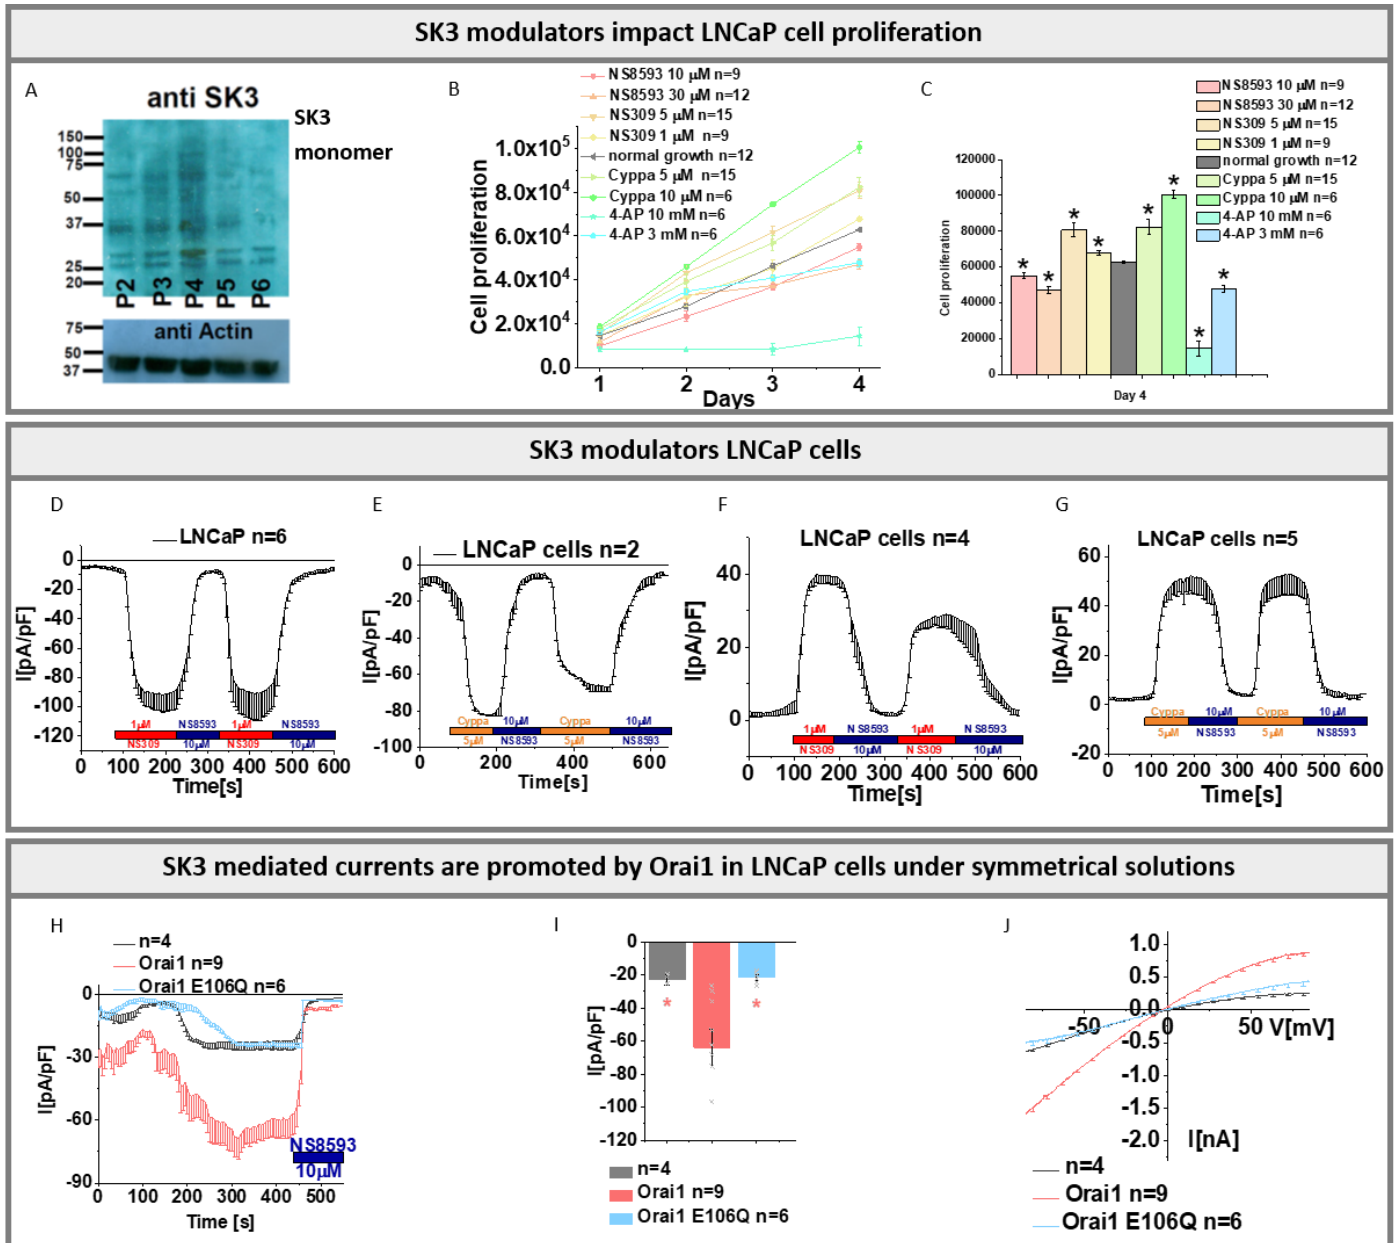 SK3 modulators impact LNCaP cell proliferation
A
anti SK3
SK3
monomer
150
100
75
50
37
25
20
P2 P3 P4 P5 P6
anti Actin
75
50
37
B
NS8593 10 µM n=9
NS8593 30 µM n=12
NS309 5 µM n=15
NS309 1 µM n=9
normal growth n=12
Cyppa 5 µM n=15
Cyppa 10 µM n=6
4-AP 10 mM n=6
4-AP 3 mM n=6
Cell proliferation
1.0x10⁵
8.0x10⁴
6.0x10⁴
4.0x10⁴
2.0x10⁴
0.0
1 2 3 4
Days
C
NS8593 10 µM n=9
NS8593 30 µM n=12
NS309 5 µM n=15
NS309 1 µM n=9
normal growth n=12
Cyppa 5 µM n=15
Cyppa 10 µM n=6
4-AP 10 mM n=6
4-AP 3 mM n=6
Cell proliferation
120000
100000
80000
60000
40000
20000
0
* * * * * * * *
Day 4
SK3 modulators LNCaP cells
D
LNCaP n=6
I[pA/pF]
0
-20
-40
-60
-80
-100
-120
1µM NS8593 1µM NS8593
NS309 10µM NS309 10µM
0 100 200 300 400 500 600
Time[s]
E
LNCaP cells n=2
I[pA/pF]
0
-20
-40
-60
-80
-100
Cyppa 10µM Cyppa 10µM
5µM NS8593 5µM NS8593
0 200 400 600
Time[s]
F
LNCaP cells n=4
I[pA/pF]
40
20
0
1µM NS8593 1µM NS8593
NS309 10µM NS309 10µM
0 100 200 300 400 500 600
Time[s]
G
LNCaP cells n=5
I[pA/pF]
60
40
20
0
-20
Cyppa 10µM Cyppa 10µM
5µM NS8593 5µM NS8593
0 100 200 300 400 500 600
Time[s]
SK3 mediated currents are promoted by Orai1 in LNCaP cells under symmetrical solutions
H
n=4
Orai1 n=9
Orai1 E106Q n=6
I[pA/pF]
0
-30
-60
-90
NS8593
10µM
0 100 200 300 400 500
Time [s]
I
I[pA/pF]
0
-20
-40
-60
-80
-100
-120
* *
n=4
Orai1 n=9
Orai1 E106Q n=6
J
1.0
0.5
-50 0 50 V[mV]
-0.5
-1.0
-1.5
-2.0
I[nA]
n=4
Orai1 n=9
Orai1 E106Q n=6